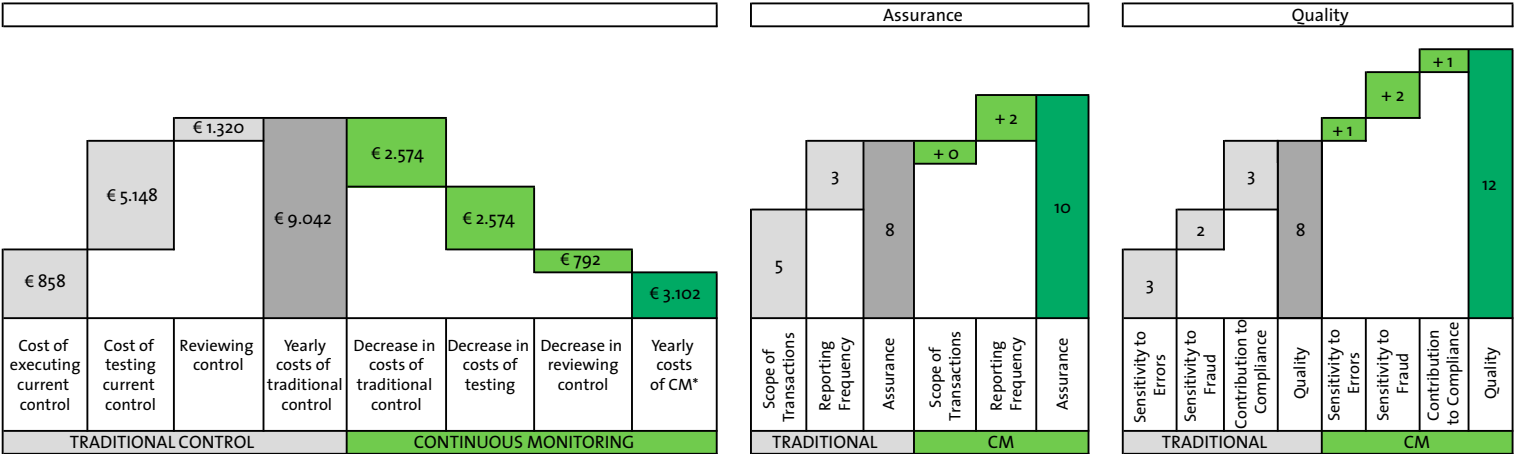 Assurance
Quality
€ 858
€ 5.148
€ 1.320
€ 9.042
€ 2.574
€ 2.574
€ 792
€ 3.102
Cost of
executing
current
control
Cost of
testing
current
control
Reviewing
control
Yearly
costs of
traditional
control
Decrease in
costs of
traditional
control
Decrease in
costs of
testing
Decrease in
reviewing
control
Yearly
costs
of CM*
TRADITIONAL CONTROL
CONTINUOUS MONITORING
5
3
8
+ 0
+ 2
10
Scope of
Transactions
Reporting
Frequency
Assurance
Scope of
Transactions
Reporting
Frequency
Assurance
TRADITIONAL
CM
3
2
3
8
+1
+ 2
+ 1
12
Sensitivity to
Errors
Sensitivity to
Fraud
Contribution to
Compliance
Quality
Sensitivity to
Errors
Sensitivity to
Fraud
Contribution
to Compliance
Quality
TRADITIONAL
CM